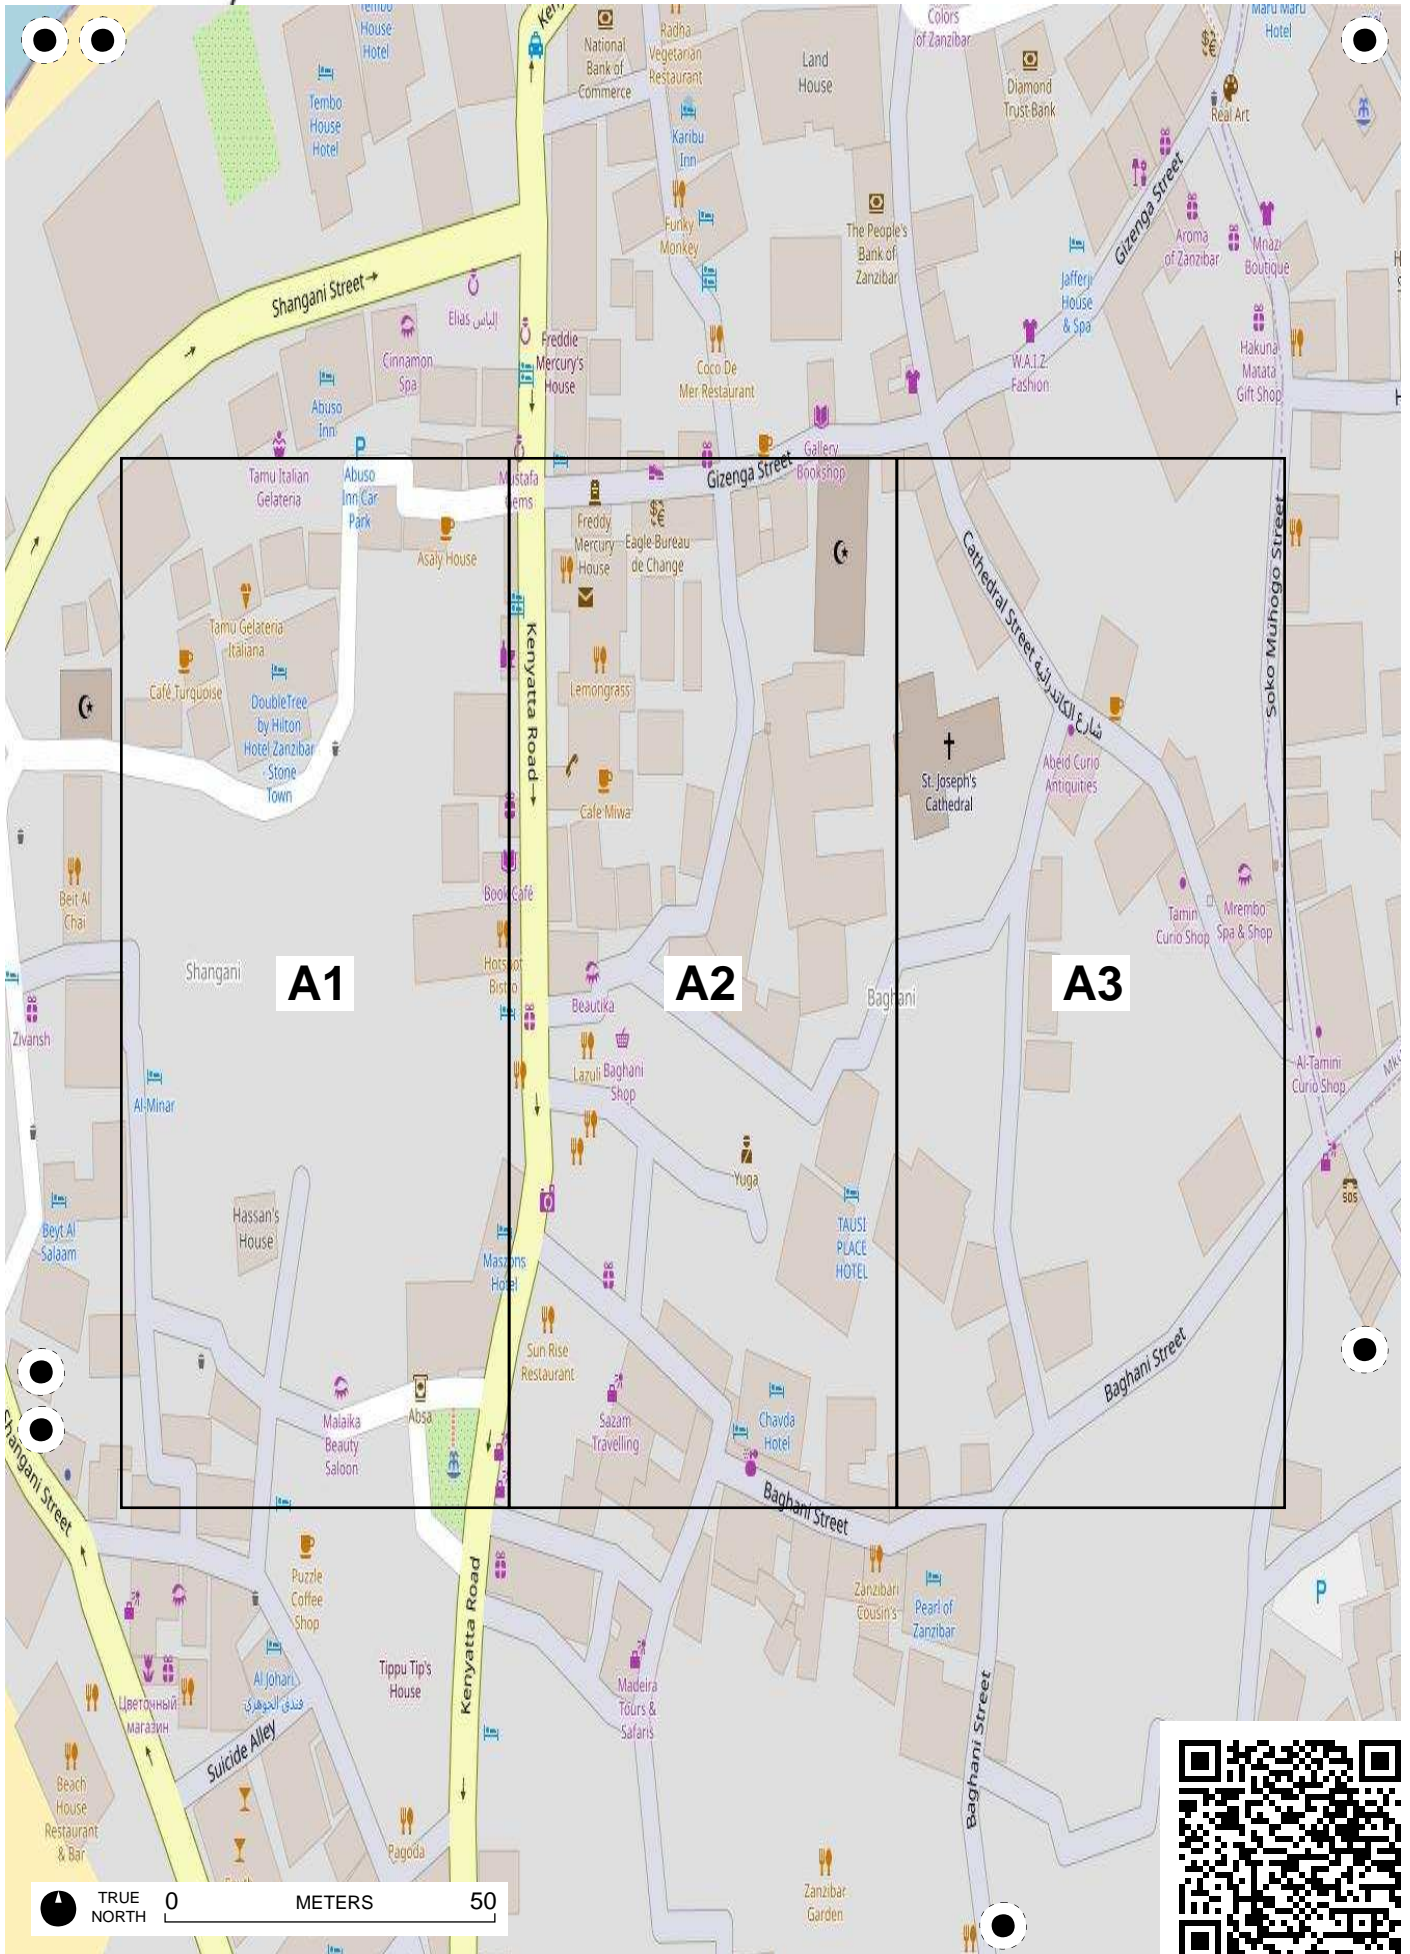 Tembo
House
Hotel
Tembo
House
Hotel
National
Bank of
Commerce
Radha
Vegetarian
Restaurant
Karibu
Inn
Land
House
Colors
of Zanzibar
Diamond
Trust-Bank
Maru Maru
Hotel
Real Art
Funky
Monkey
The People's
Bank of
Zanzibar
Gizenga Street
Aroma
of Zanzibar
Mnazi
Boutique
Jafferji
House
& Spa
Shangani Street
Elias الياس
Cinnamon
Spa
Freddie
Mercury's
House
Coco De
Mer Restaurant
W.A.I.Z.
Fashion
Hakuna
Matata
Gift Shop
H
Abuso
Inn
P
Tamu Italian
Gelateria
Abuso
Inn Car
Park
Asaly House
Mustafa
Gems
Gizenga Street
Gallery
Bookshop
Freddy
Mercury
House
Eagle Bureau
de Change
Cathedral Street شارع الكاتدرائية
Soko Muhogo Street
Tamu Gelateria
Italiana
Café Turquoise
DoubleTree
by Hilton
Hotel Zanzibar
- Stone
Town
Kenyatta Road
Lemongrass
Cafe Miwa
St. Joseph's
Cathedral
Abeid Curio
Antiquities
Beit Al
Chai
Book Café
Tamin
Curio Shop
Mrembo
Spa & Shop
Shangani
A1
Hotspot
Bistro
Beautika
A2
Baghani
A3
Zivansh
Lazuli
Baghani
Shop
Al-Tamini
Curio Shop
Al-Minar
Yuga
SOS
Beyt Al
Salaam
Hassan's
House
Maszons
Hotel
TAUSI
PLACE
HOTEL
Sun Rise
Restaurant
Baghani Street
Malaika
Beauty
Saloon
Absa
Sazam
Travelling
Chavda
Hotel
Shangani Street
Baghani Street
Puzzle
Coffee
Shop
Kenyatta Road
Zanzibari
Cousin's
Pearl of
Zanzibar
P
Al Johari
فندق الجوهري
Tippu Tip's
House
Madeira
Tours &
Safaris
Цветочный
магазин
Suicide Alley
Baghani Street
Beach
House
Restaurant
& Bar
Pagoda
Zanzibar
Garden
TRUE
NORTH
0
METERS
50